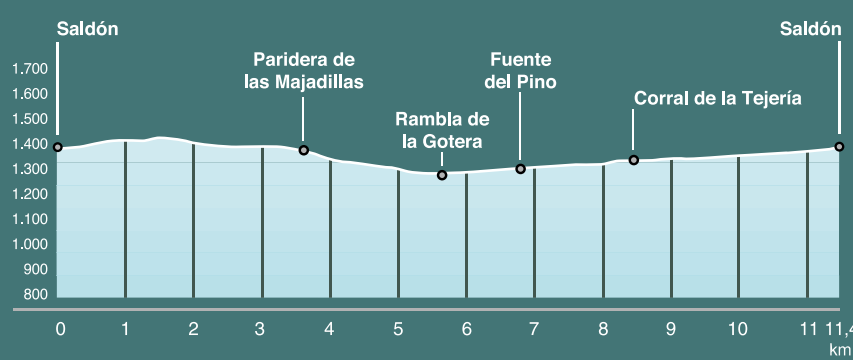 Saldón
Saldón
Paridera de
las Majadillas
Fuente
del Pino
Corral de la Tejería
Rambla de
la Gotera
1.700
1.600
1.500
1.400
1.300
1.200
1.100
1.000
900
800
0 1 2 3 4 5 6 7 8 9 10 11 11,4
km